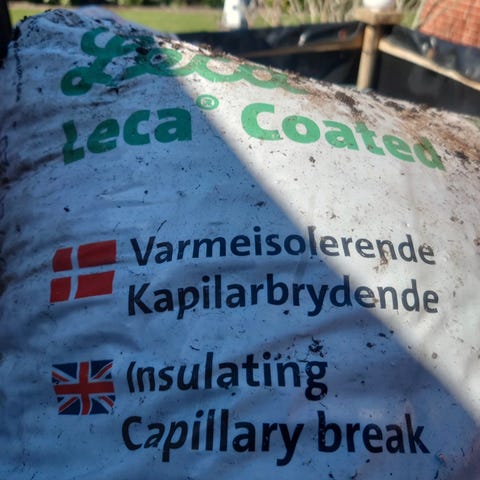 Leca
Leca® Coated
Varmeisolerende
Kapilarbrydende
Insulating
Capillary break